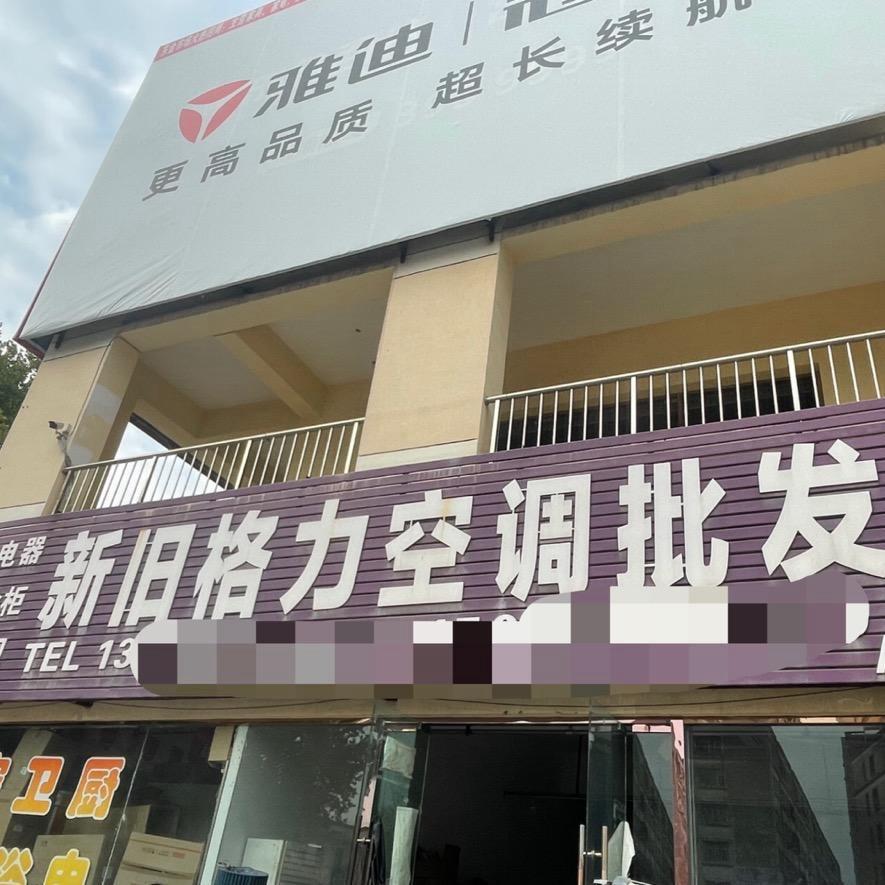 雅迪
更高品质 超长续航
电器
柜
新旧格力空调批发
TEL 13
卫厨